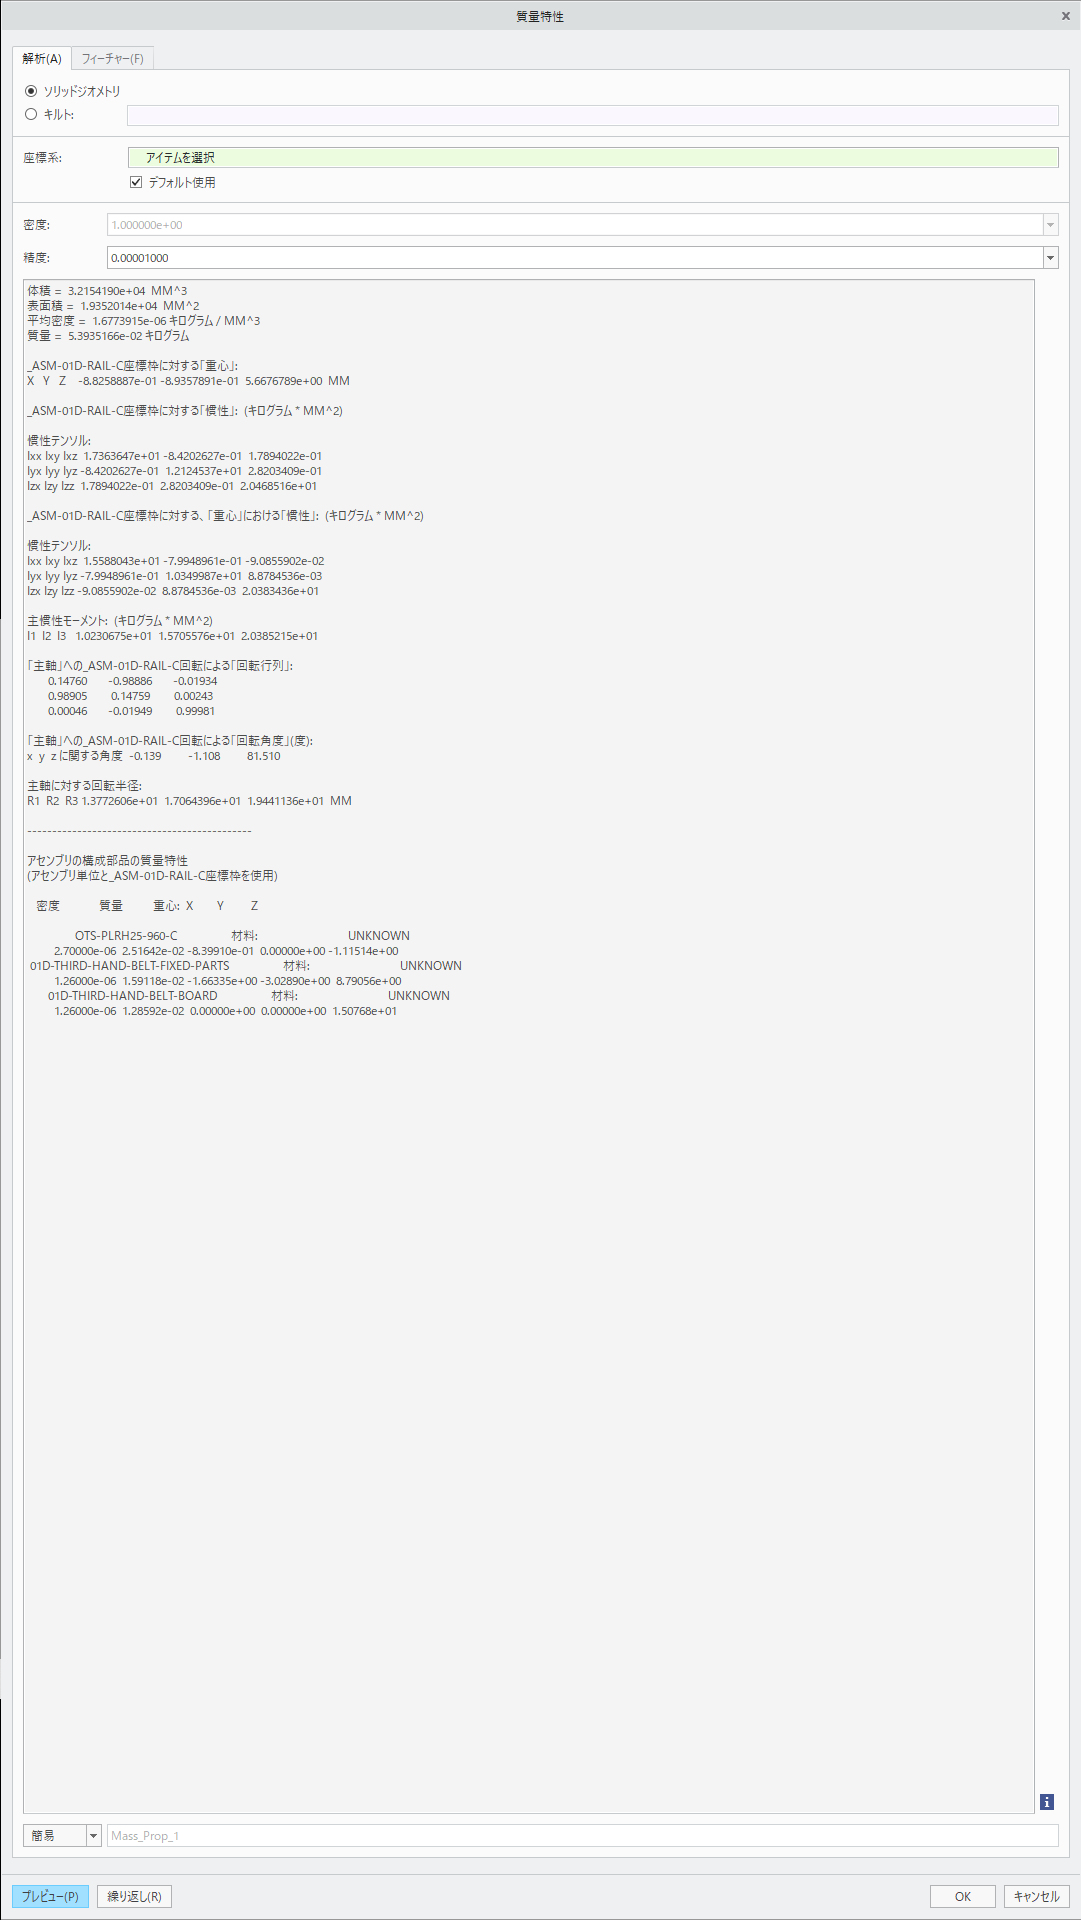 質量特性
解析(A) フィーチャー(F)
ソリッドジオメトリ
キルト:
座標系: アイテムを選択
デフォルト使用
密度: 1.000000e+00
精度: 0.00001000
体積 = 3.2154190e+04 MM^3
表面積 = 1.9352014e+04 MM^2
平均密度 = 1.6773915e-06 キログラム / MM^3
質量 = 5.3935166e-02 キログラム
_ASM-01D-RAIL-C座標枠に対する「重心」:
X Y Z -8.8258887e-01 -8.9357891e-01 5.6676789e+00 MM
_ASM-01D-RAIL-C座標枠に対する「慣性」: (キログラム * MM^2)
慣性テンソル:
Ixx Ixy Ixz 1.7363647e+01 -8.4202627e-01 1.7894022e-01
Iyx Iyy Iyz -8.4202627e-01 1.2124537e+01 2.8203409e-01
Izx Izy Izz 1.7894022e-01 2.8203409e-01 2.0468516e+01
_ASM-01D-RAIL-C座標枠に対する、「重心」における「慣性」: (キログラム * MM^2)
慣性テンソル:
Ixx Ixy Ixz 1.5588043e+01 -7.9948961e-01 -9.0855902e-02
Iyx Iyy Iyz -7.9948961e-01 1.0349987e+01 8.8784536e-03
Izx Izy Izz -9.0855902e-02 8.8784536e-03 2.0383436e+01
主慣性モーメント: (キログラム * MM^2)
I1 I2 I3 1.0230675e+01 1.5705576e+01 2.0385215e+01
「主軸」への_ASM-01D-RAIL-C回転による「回転行列」:
0.14760 -0.98886 -0.01934
0.98905 0.14759 0.00243
0.00046 -0.01949 0.99981
「主軸」への_ASM-01D-RAIL-C回転による「回転角度」(度):
x y z に関する角度 -0.139 -1.108 81.510
主軸に対する回転半径:
R1 R2 R3 1.3772606e+01 1.7064396e+01 1.9441136e+01 MM
---------------------------------------------
アセンブリの構成部品の質量特性
(アセンブリ単位と_ASM-01D-RAIL-C座標枠を使用)
密度 質量 重心: X Y Z
OTS-PLRH25-960-C 材料: UNKNOWN
2.70000e-06 2.51642e-02 -8.39910e-01 0.00000e+00 -1.11514e+00
01D-THIRD-HAND-BELT-FIXED-PARTS 材料: UNKNOWN
1.26000e-06 1.59118e-02 -1.66335e+00 -3.02890e+00 8.79056e+00
01D-THIRD-HAND-BELT-BOARD 材料: UNKNOWN
1.26000e-06 1.28592e-02 0.00000e+00 0.00000e+00 1.50768e+01
簡易 Mass_Prop_1
プレビュー(P) 繰り返し(R) OK キャンセル